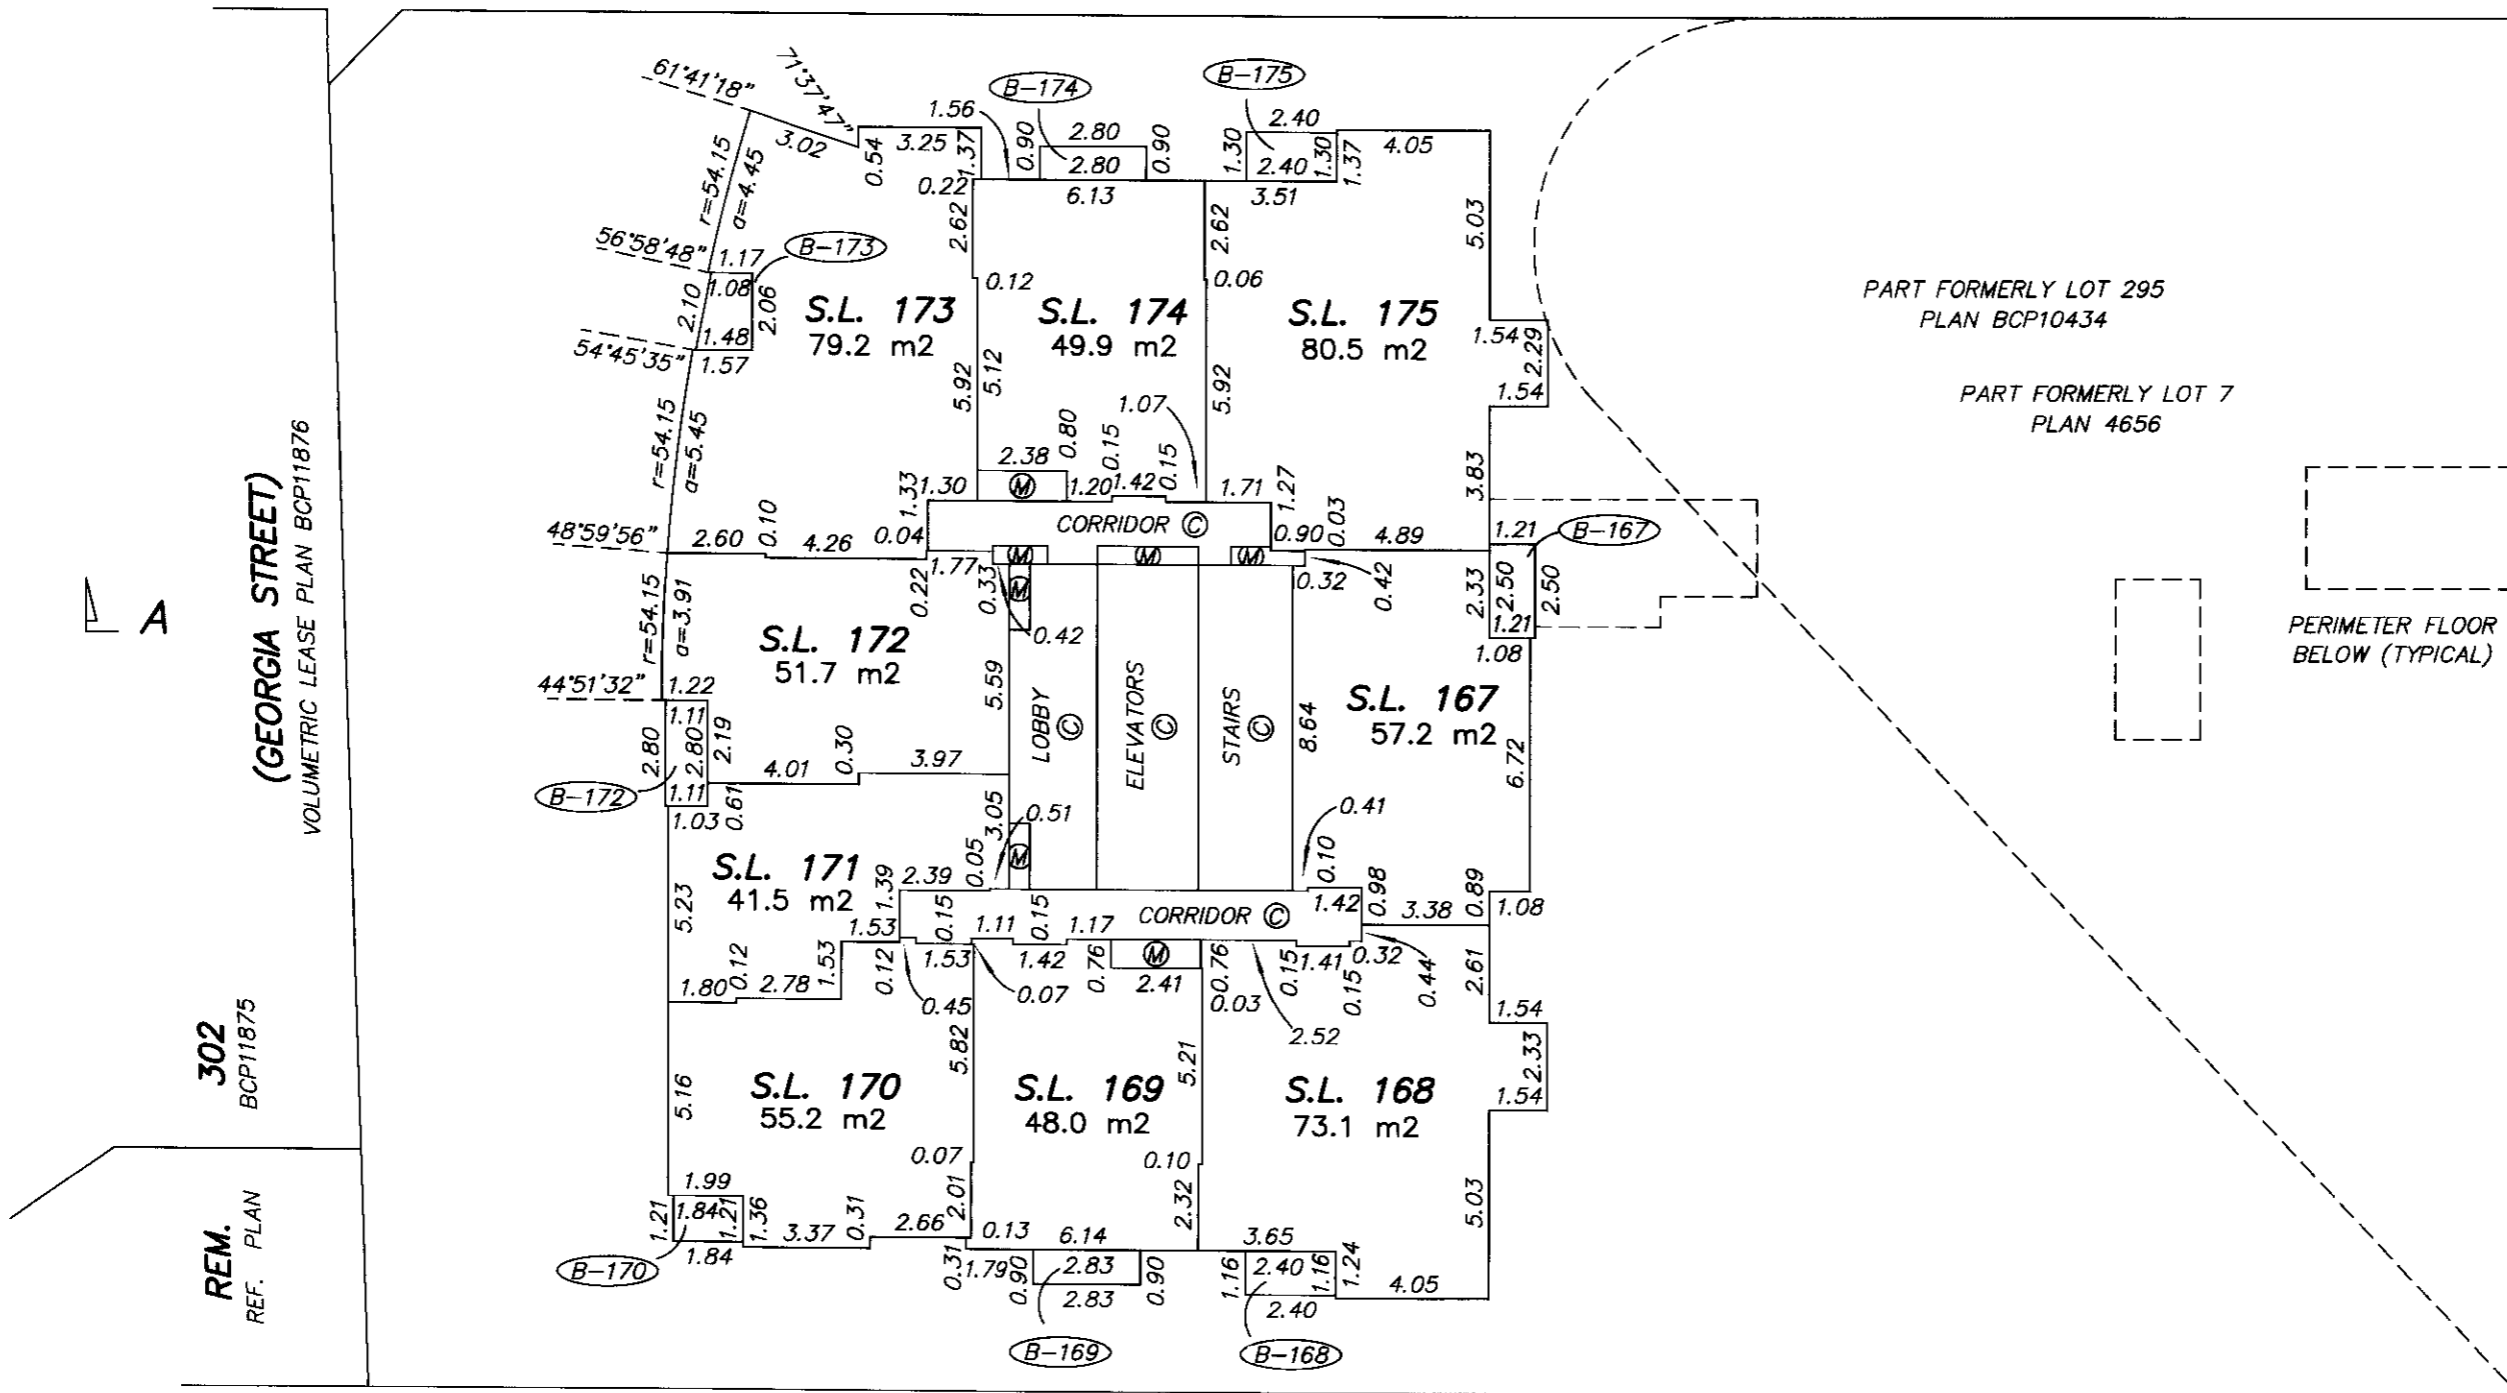 61°41'18"
71°37'47"
B-174
B-175
1.56
0.90
2.80
0.90
2.40
3.02
0.54
3.25
1.37
2.80
1.30
2.40
1.30
1.37
4.05
r=54.15
a=4.45
0.22
6.13
3.51
2.62
2.62
5.03
56°58'48"
1.17
B-173
1.08
2.06
2.10
0.12
0.06
S.L. 173
79.2 m2
S.L. 174
49.9 m2
S.L. 175
80.5 m2
PART FORMERLY LOT 295
PLAN BCP10434
54°45'35"
1.48
1.57
1.54
2.29
1.54
5.92
5.12
5.92
PART FORMERLY LOT 7
PLAN 4656
r=54.15
a=5.45
1.07
0.80
0.15
0.15
2.38
M
1.33
1.30
1.20
1.42
1.71
1.27
3.83
CORRIDOR C
48°59'56"
2.60
0.10
4.26
0.04
0.90
0.03
4.89
1.21
B-167
M
M
M
1.77
0.22
0.33
M
0.32
0.42
2.33
2.50
2.50
1.21
1.08
r=54.15
a=3.91
0.42
S.L. 172
51.7 m2
5.59
LOBBY C
ELEVATORS C
STAIRS C
8.64
S.L. 167
57.2 m2
6.72
PERIMETER FLOOR
BELOW (TYPICAL)
A
(GEORGIA STREET)
VOLUMETRIC LEASE PLAN BCP11876
44°51'32"
1.22
1.11
2.80
2.80
2.19
1.11
B-172
4.01
0.30
3.97
1.03
0.61
3.05
0.51
M
0.41
S.L. 171
41.5 m2
5.23
1.39
2.39
0.05
0.10
0.98
0.89
1.42
3.38
1.08
0.15
1.11
0.15
1.17
CORRIDOR C
1.53
1.53
0.12
1.53
1.42
0.76
M
2.41
0.76
0.03
0.15
1.41
0.15
0.32
0.44
2.61
1.80
0.12
2.78
0.45
0.07
2.52
1.54
2.33
1.54
302
BCP11875
5.16
S.L. 170
55.2 m2
5.82
S.L. 169
48.0 m2
5.21
S.L. 168
73.1 m2
0.07
0.10
5.03
REM.
REF. PLAN
1.99
1.21
1.84
1.21
1.36
3.37
0.31
2.66
2.01
0.13
6.14
2.32
3.65
1.84
B-170
0.31
1.79
0.90
2.83
0.90
1.16
2.40
1.16
1.24
4.05
2.83
2.40
B-169
B-168